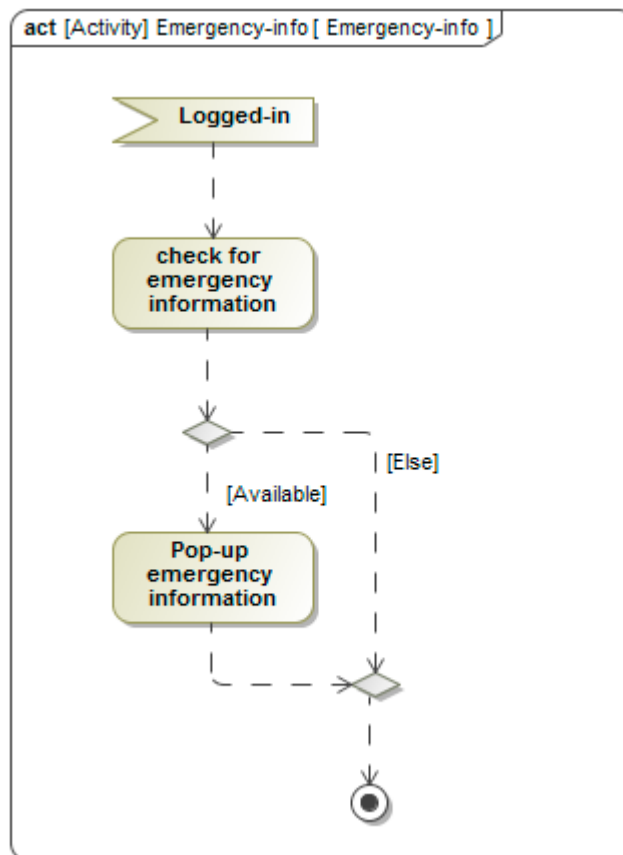 act [Activity] Emergency-info [ Emergency-info ]
Logged-in
check for
emergency
information
[Else]
[Available]
Pop-up
emergency
information